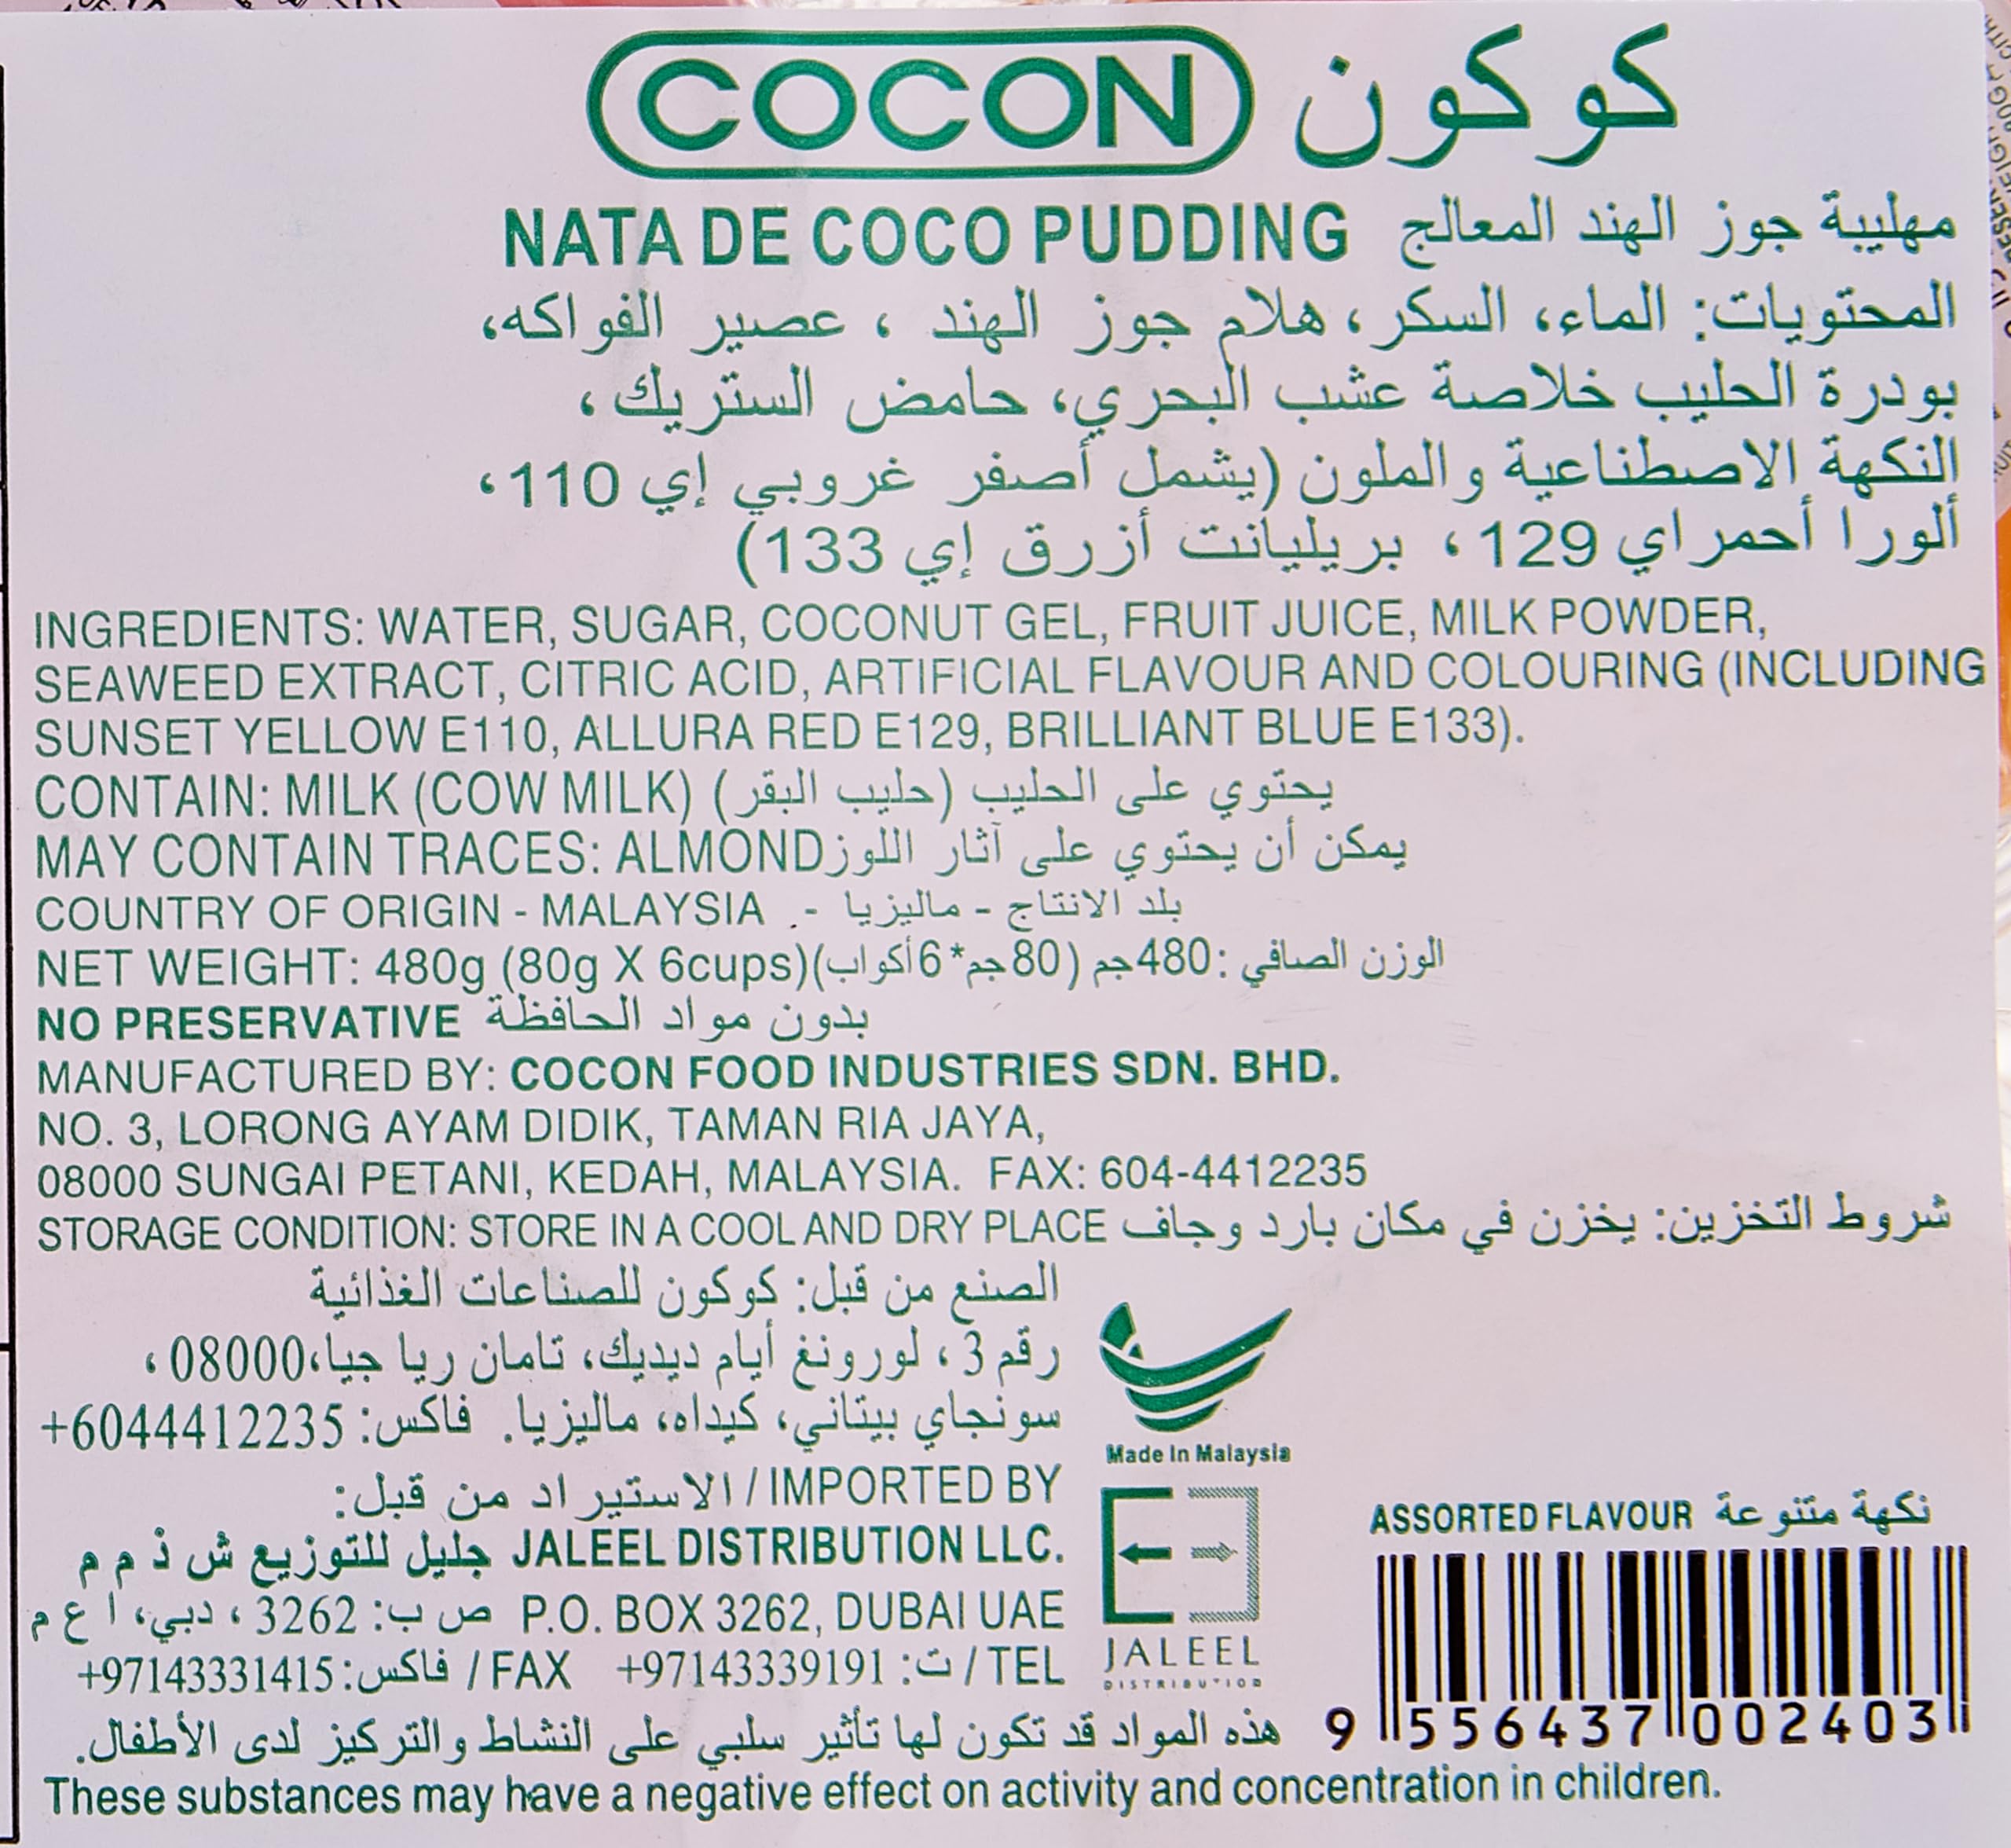 COCON كوكون
NATA DE COCO PUDDING مهلبية جوز الهند المعالج
المحتويات: الماء، السكر، هلام جوز الهند ، عصير الفواكه،
بودرة الحليب خلاصة عشب البحري، حامض الستريك،
النكهة الاصطناعية والملون (يشمل أصفر غروبي إي 110،
ألورا أحمر اي 129، بريليانت أزرق إي 133)
INGREDIENTS: WATER, SUGAR, COCONUT GEL, FRUIT JUICE, MILK POWDER,
SEAWEED EXTRACT, CITRIC ACID, ARTIFICIAL FLAVOUR AND COLOURING (INCLUDING
SUNSET YELLOW E110, ALLURA RED E129, BRILLIANT BLUE E133).
CONTAIN: MILK (COW MILK) يحتوي على الحليب (حليب البقر)
MAY CONTAIN TRACES: ALMOND يمكن أن يحتوي على آثار اللوز
COUNTRY OF ORIGIN - MALAYSIA . - بلد الانتاج - ماليزيا
NET WEIGHT: 480g (80g X 6cups) الوزن الصافي :480جم (80جم*6أكواب)
NO PRESERVATIVE بدون مواد الحافظة
MANUFACTURED BY: COCON FOOD INDUSTRIES SDN. BHD.
NO. 3, LORONG AYAM DIDIK, TAMAN RIA JAYA,
08000 SUNGAI PETANI, KEDAH, MALAYSIA. FAX: 604-4412235
STORAGE CONDITION: STORE IN A COOL AND DRY PLACE شروط التخزين: يخزن في مكان بارد وجاف
الصنع من قبل: كوكون للصناعات الغذائية
رقم 3 ، لورونغ أيام ديديك، تامان ريا جيا،08000 ،
سونجاي بيتاني، كيداه، ماليزيا. فاكس: 6044412235+
Made In Malaysia
IMPORTED BY / الاستيراد من قبل:
JALEEL DISTRIBUTION LLC. جليل للتوزيع ش ذ م م
P.O. BOX 3262, DUBAI UAE ص ب: 3262 ، دبي، ا ع م
TEL / ت: +97143339191 FAX / فاكس: +97143331415
JALEEL
DISTRIBUTION
ASSORTED FLAVOUR نكهة متنوعة
9 556437 002403
هذه المواد قد تكون لها تأثير سلبي على النشاط والتركيز لدى الأطفال.
These substances may have a negative effect on activity and concentration in children.